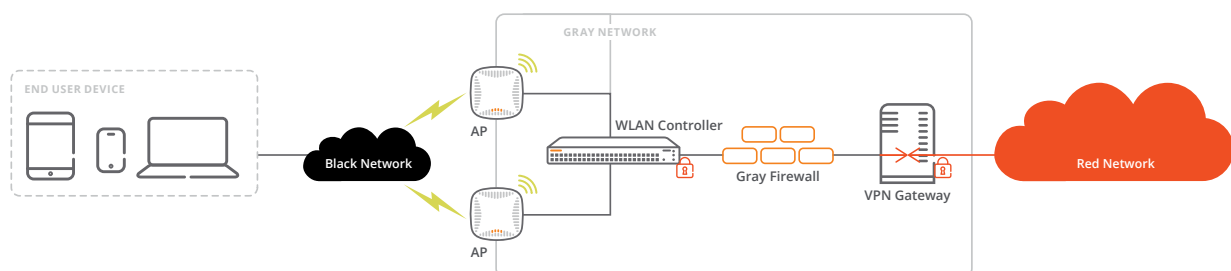 GRAY NETWORK
END USER DEVICE
AP
WLAN Controller
Black Network
Gray Firewall
Red Network
VPN Gateway
AP